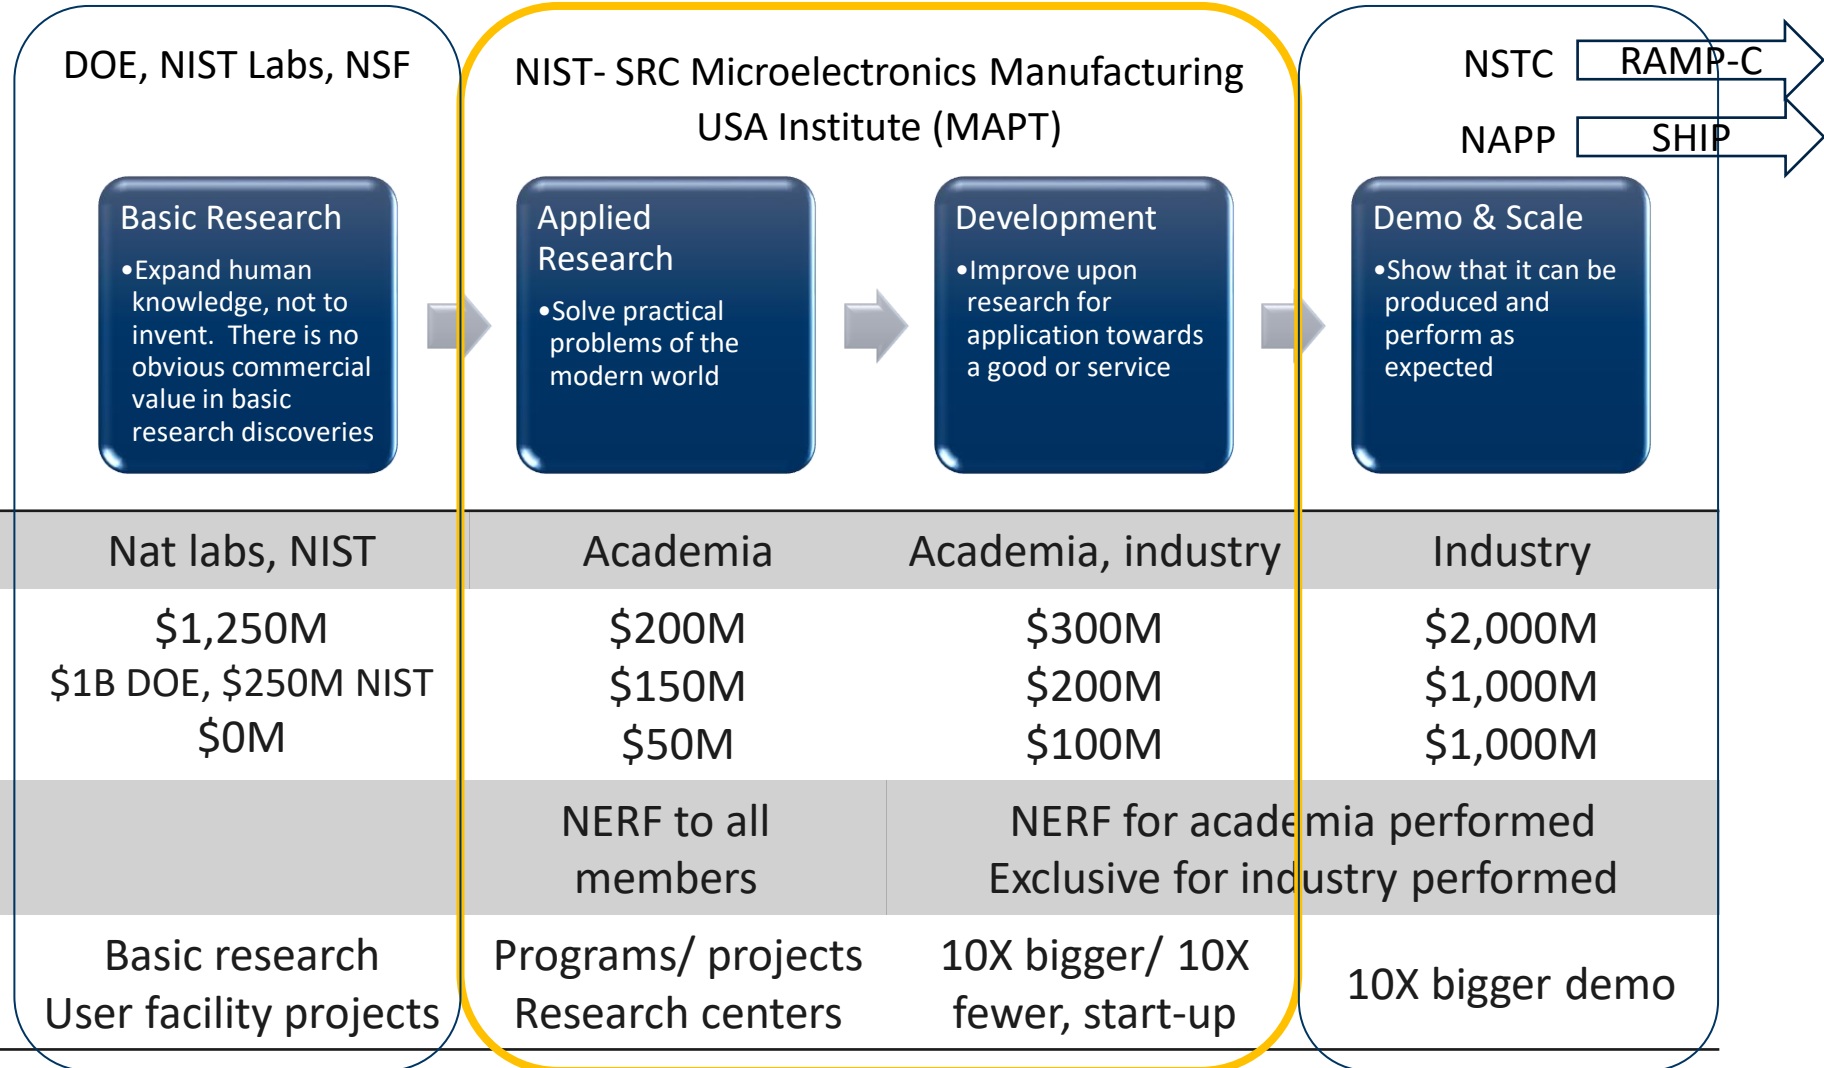 DOE, NIST Labs, NSF
NIST- SRC Microelectronics Manufacturing
USA Institute (MAPT)
NSTC
RAMP-C
NAPP
SHIP
Basic Research
•Expand human
knowledge, not to
invent. There is no
obvious commercial
value in basic
research discoveries
Applied
Research
•Solve practical
problems of the
modern world
Development
•Improve upon
research for
application towards
a good or service
Demo & Scale
•Show that it can be
produced and
perform as
expected
Nat labs, NIST
Academia
Academia, industry
Industry
$1,250M
$200M
$300M
$2,000M
$1B DOE, $250M NIST
$150M
$200M
$1,000M
$0M
$50M
$100M
$1,000M
NERF to all
members
NERF for academia performed
Exclusive for industry performed
Basic research
User facility projects
Programs/ projects
Research centers
10X bigger/ 10X
fewer, start-up
10X bigger demo